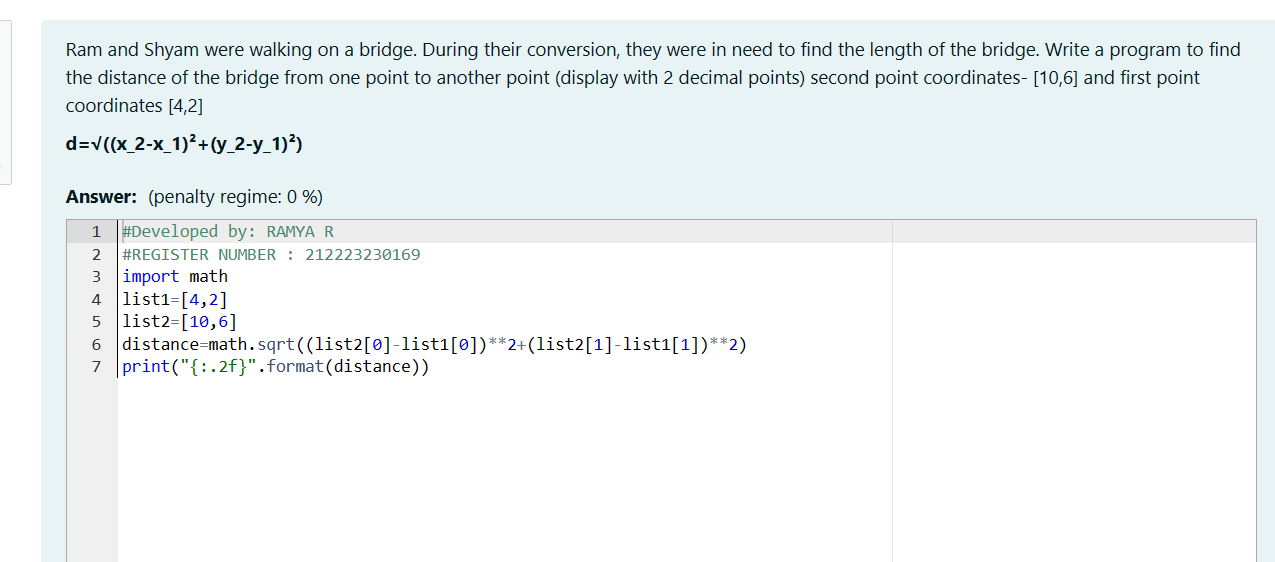 Ram and Shyam were walking on a bridge. During their conversion, they were in need to find the length of the bridge. Write a program to find
the distance of the bridge from one point to another point (display with 2 decimal points) second point coordinates- [10,6] and first point
coordinates [4,2]
d=√((x_2-x_1)²+(y_2-y_1)²)
Answer: (penalty regime: 0 %)
1 #Developed by: RAMYA R
2 #REGISTER NUMBER : 212223230169
3 import math
4 list1=[4,2]
5 list2=[10,6]
6 distance=math.sqrt((list2[0]-list1[0])**2+(list2[1]-list1[1])**2)
7 print("{:.2f}".format(distance))